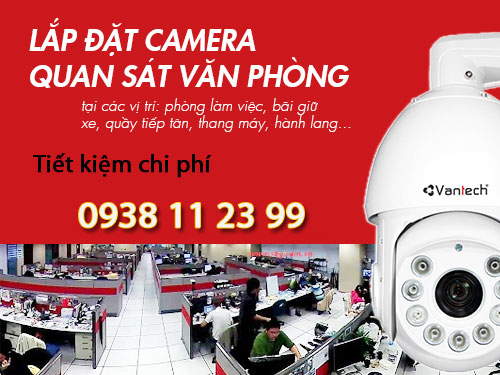 LẮP ĐẶT CAMERA
QUAN SÁT VĂN PHÒNG
tại các vị trí: phòng làm việc, bãi giữ
xe, quầy tiếp tân, thang máy, hành lang...
Tiết kiệm chi phí
0938 11 23 99
Vantech